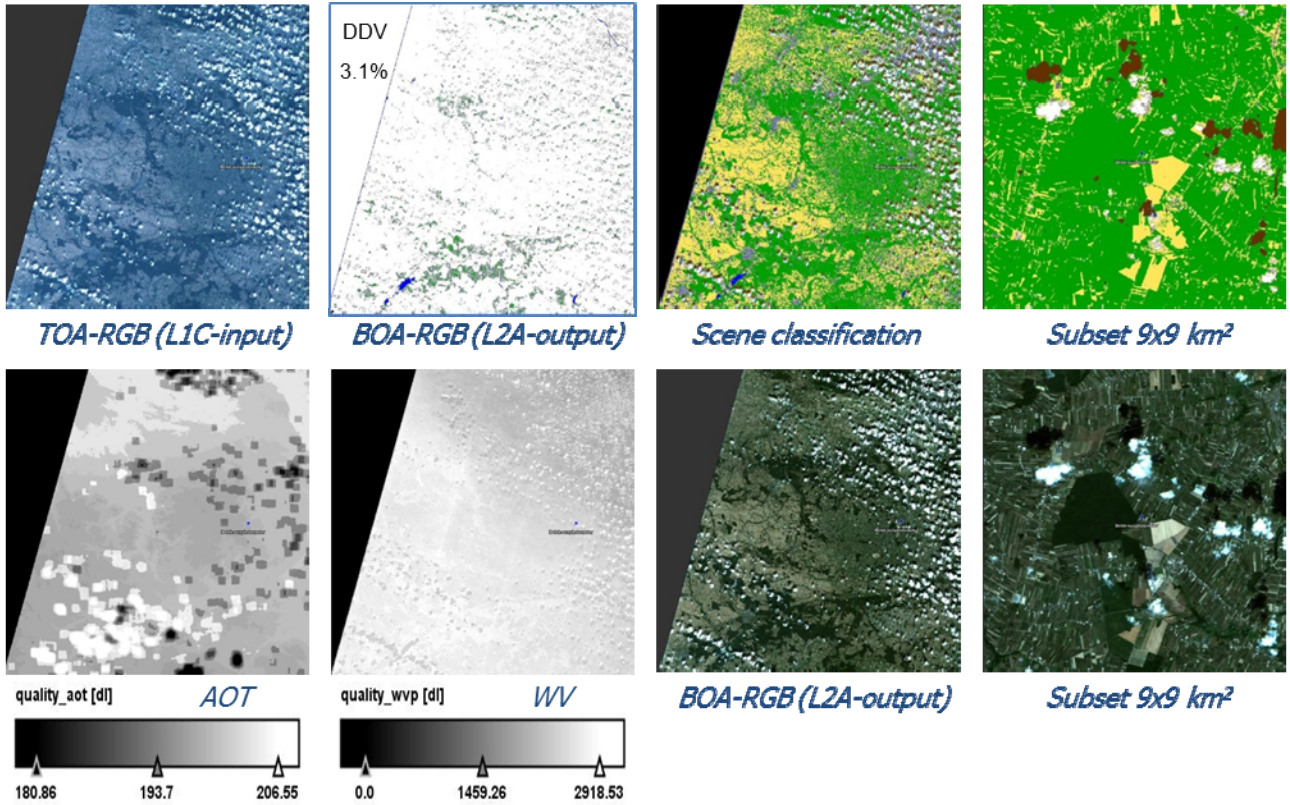 DDV
3.1%
TOA-RGB (L1C-input)
BOA-RGB (L2A-output)
Scene classification
Subset 9x9 km²
quality_aot [dl]
AOT
quality_wvp [dl]
WV
BOA-RGB (L2A-output)
Subset 9x9 km²
180.86
193.7
206.55
0.0
1459.26
2918.53